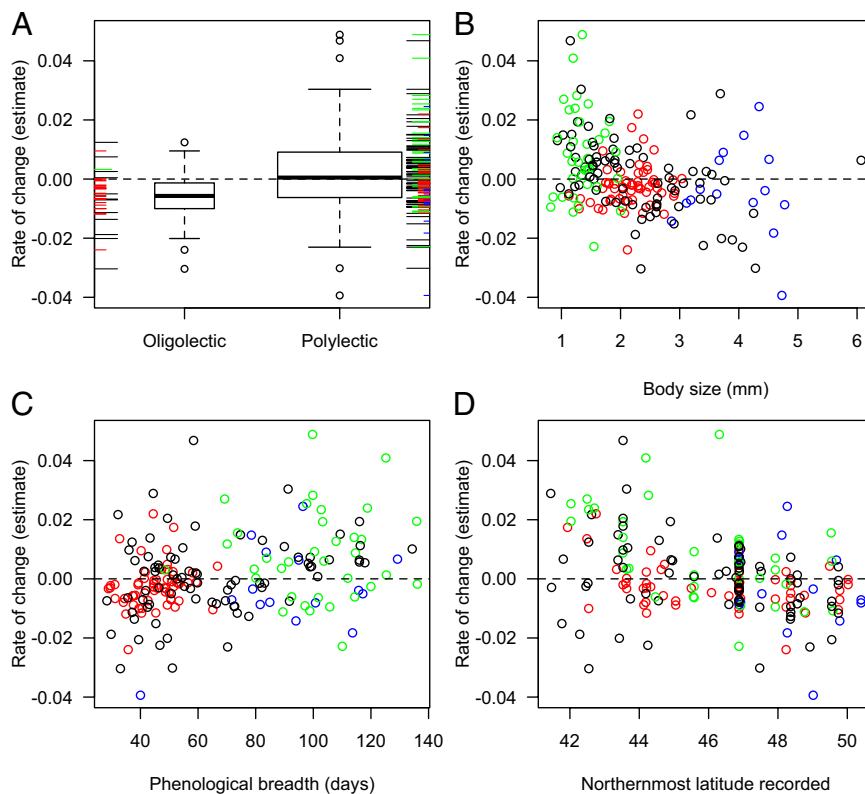 A
Rate of change (estimate)
0.04
0.02
0.00
-0.02
-0.04
Oligolectic
Polylectic
B
Rate of change (estimate)
0.04
0.02
0.00
-0.02
-0.04
1 2 3 4 5 6
Body size (mm)
C
Rate of change (estimate)
0.04
0.02
0.00
-0.02
-0.04
40 60 80 100 120 140
Phenological breadth (days)
D
Rate of change (estimate)
0.04
0.02
0.00
-0.02
-0.04
42 44 46 48 50
Northernmost latitude recorded